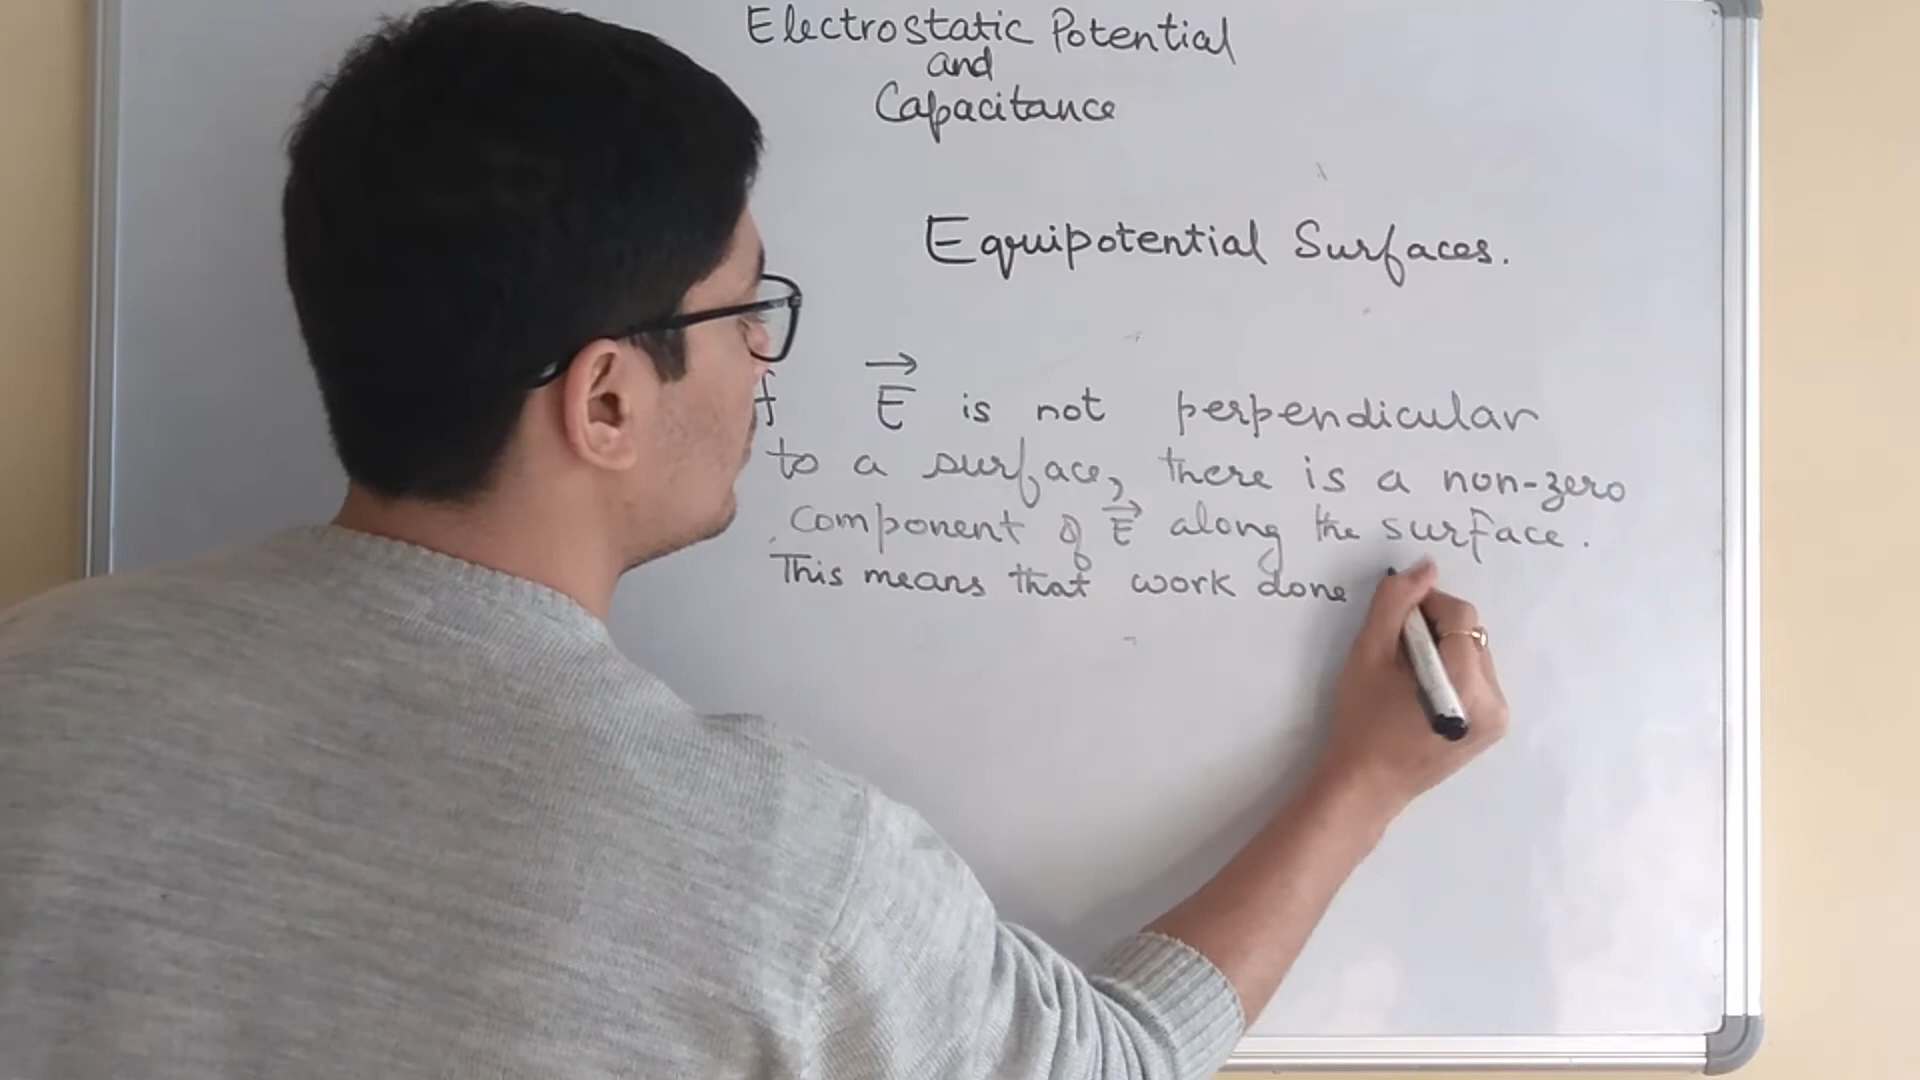 Electrostatic Potential
and
Capacitance
Equipotential Surfaces.
f E is not perpendicular
to a surface, there is a non-zero
component of E along the surface.
This means that work done